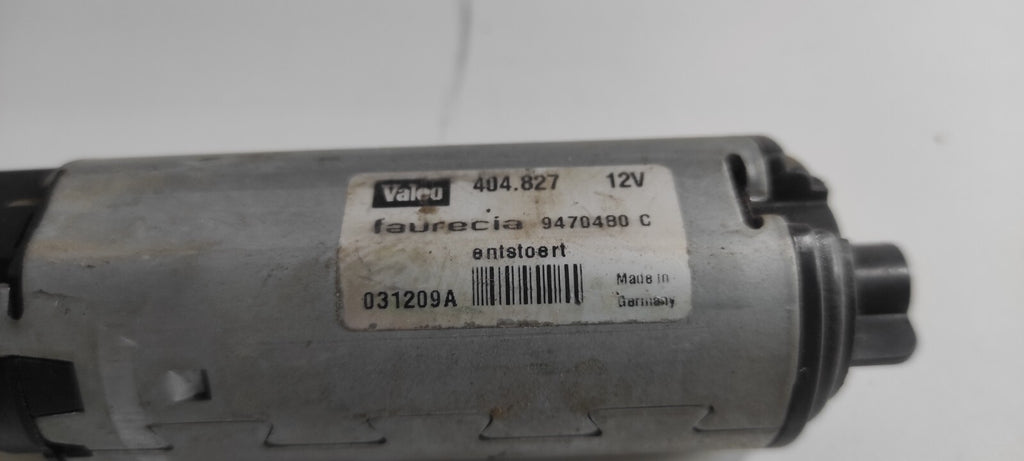 Valeo 404.827 12V
faurecia 9470480 C
entstoert
031209A Made in
Germany